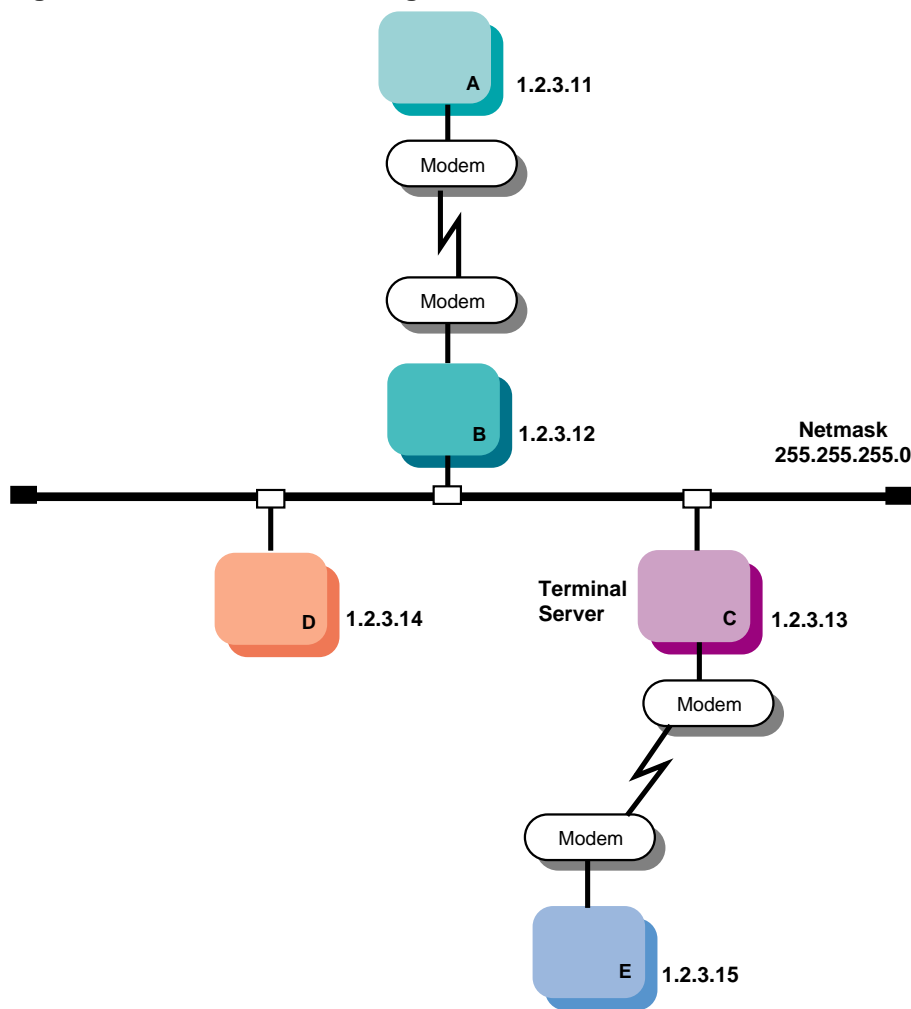 A
1.2.3.11
Modem
Modem
B
1.2.3.12
Netmask
255.255.255.0
D
1.2.3.14
Terminal
Server
C
1.2.3.13
Modem
Modem
E
1.2.3.15